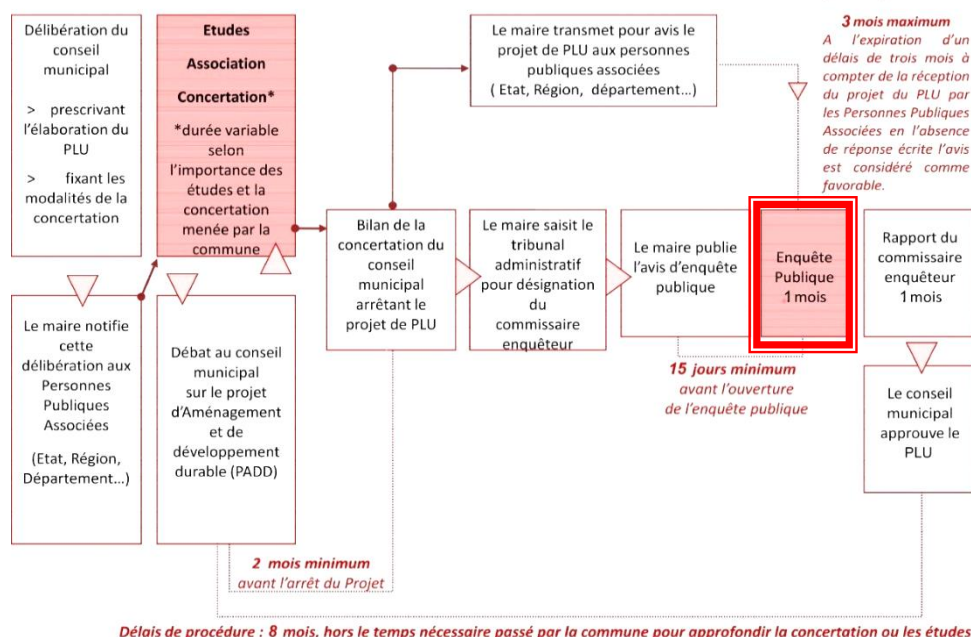 Délibération du
conseil
municipal
> prescrivant
l'élaboration du
PLU
> fixant les
modalités de la
concertation
Etudes
Association
Concertation*
*durée variable
selon
l'importance des
études et la
concertation
menée par la
commune
Le maire transmet pour avis le
projet de PLU aux personnes
publiques associées
( Etat, Région, département...)
3 mois maximum
A l'expiration d'un
délais de trois mois à
compter de la réception
du projet du PLU par
les Personnes Publiques
Associées en l'absence
de réponse écrite l'avis
est considéré comme
favorable.
Le maire notifie
cette
délibération aux
Personnes
Publiques
Associées
(Etat, Région,
Département...)
Débat au conseil
municipal
sur le projet
d'Aménagement
et de
développement
durable (PADD)
Bilan de la
concertation du
conseil
municipal
arrêtant le
projet de PLU
Le maire saisit le
tribunal
administratif
pour désignation
du
commissaire
enquêteur
Le maire publie
l'avis d'enquête
publique
Enquête
Publique
1 mois
Rapport du
commissaire
enquêteur
1 mois
15 jours minimum
avant l'ouverture
de l'enquête publique
Le conseil
municipal
approuve le
PLU
2 mois minimum
avant l'arrêt du Projet
Délais de procédure : 8 mois, hors le temps nécessaire passé par la commune pour approfondir la concertation ou les études